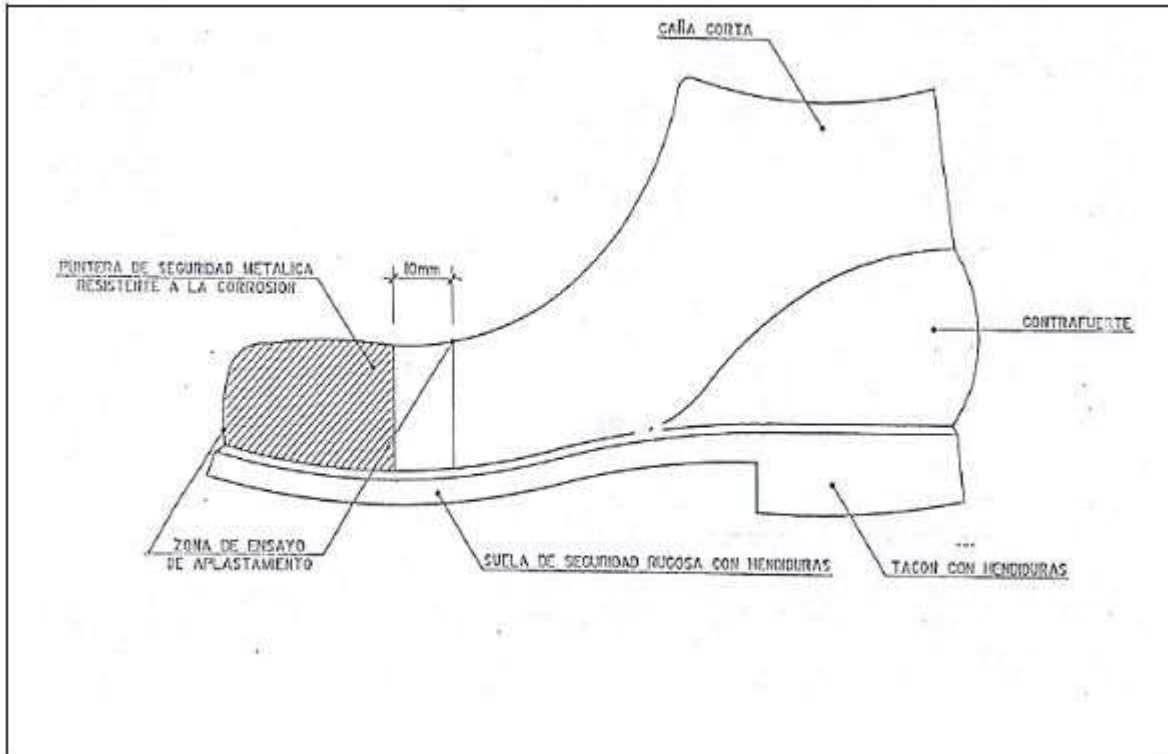 CAÑA CORTA
PUNTERA DE SEGURIDAD METALICA
RESISTENTE A LA CORROSION
10mm
CONTRAFUERTE
ZONA DE ENSAYO
DE APLASTAMIENTO
SUELA DE SEGURIDAD RUGOSA CON HENDIDURAS
TACON CON HENDIDURAS